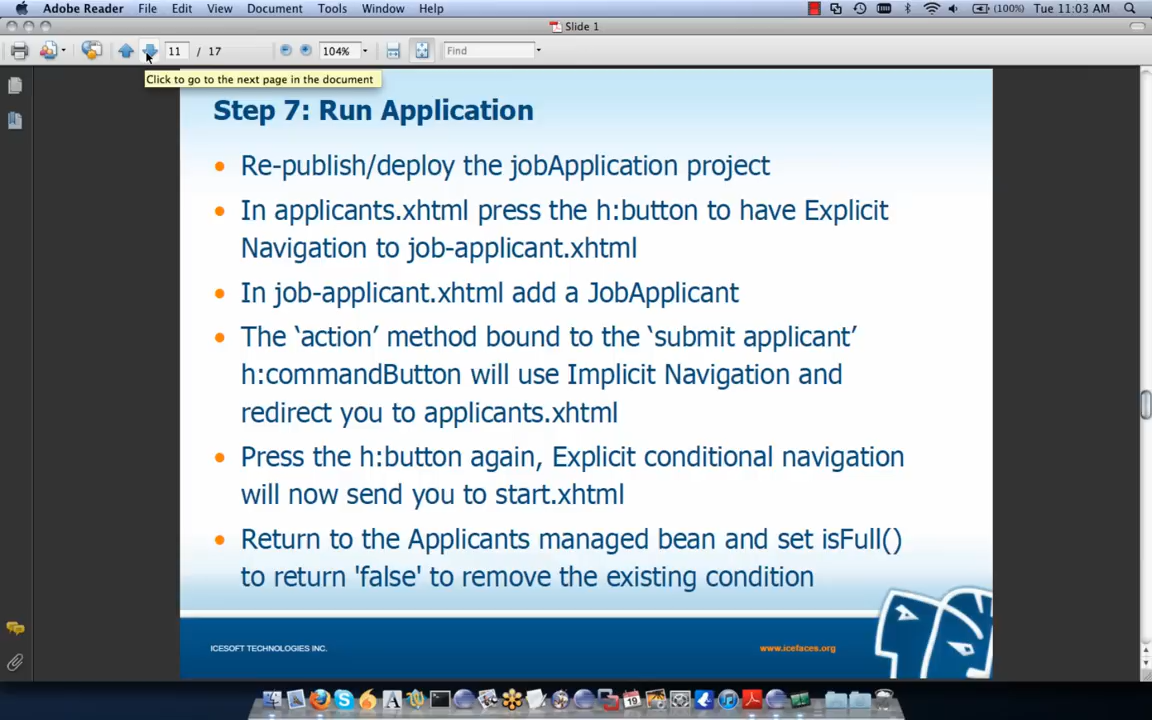 Adobe Reader File Edit View Document Tools Window Help (100%) Tue 11:03 AM
Slide 1
11 / 17 104% Find
Click to go to the next page in the document
Step 7: Run Application
• Re-publish/deploy the jobApplication project
• In applicants.xhtml press the h:button to have Explicit
Navigation to job-applicant.xhtml
• In job-applicant.xhtml add a JobApplicant
• The ‘action’ method bound to the ‘submit applicant’
h:commandButton will use Implicit Navigation and
redirect you to applicants.xhtml
• Press the h:button again, Explicit conditional navigation
will now send you to start.xhtml
• Return to the Applicants managed bean and set isFull()
to return 'false' to remove the existing condition
ICESOFT TECHNOLOGIES INC. www.icefaces.org
19